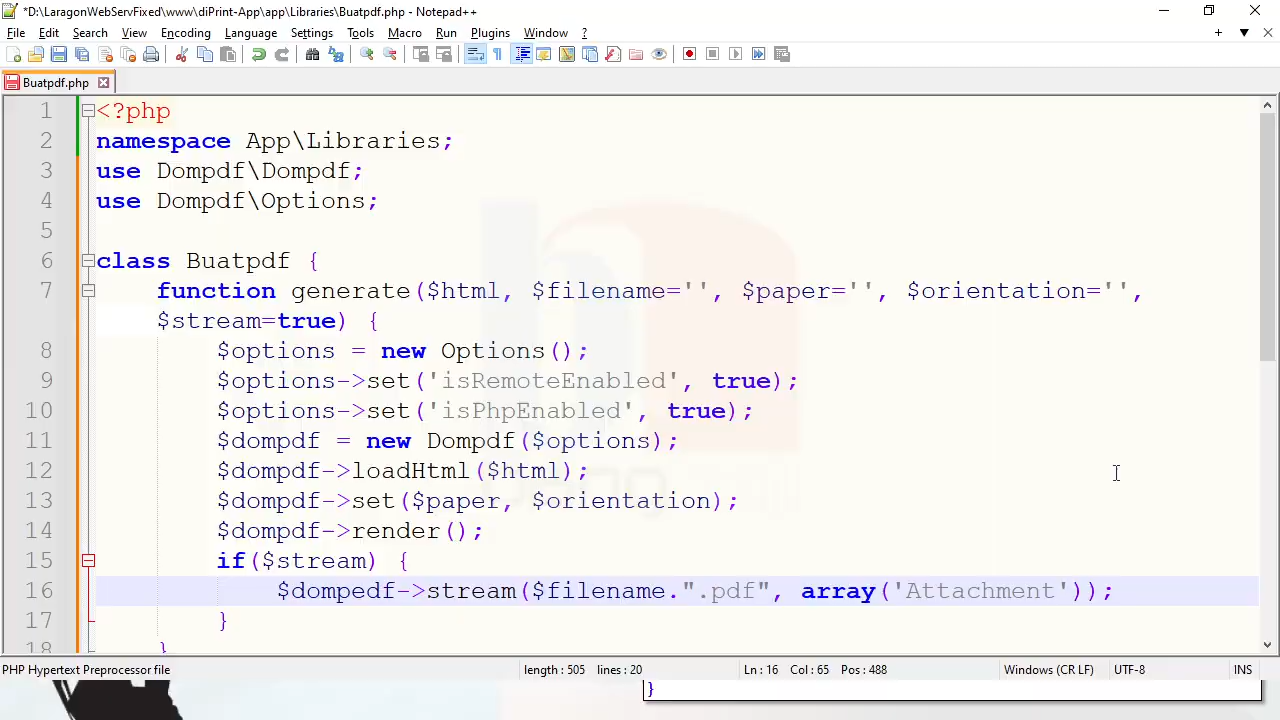 *D:\LaragonWebServFixed\www\diPrint-App\app\Libraries\Buatpdf.php - Notepad++
File Edit Search View Encoding Language Settings Tools Macro Run Plugins Window ? + ▼ X
Buatpdf.php
1 <?php
2 namespace App\Libraries;
3 use Dompdf\Dompdf;
4 use Dompdf\Options;
5
6 class Buatpdf {
7 function generate($html, $filename='', $paper='', $orientation='',
$stream=true) {
8 $options = new Options();
9 $options->set('isRemoteEnabled', true);
10 $options->set('isPhpEnabled', true);
11 $dompdf = new Dompdf($options);
12 $dompdf->loadHtml($html);
13 $dompdf->set($paper, $orientation);
14 $dompdf->render();
15 if($stream) {
16 $dompedf->stream($filename.".pdf", array('Attachment'));
17 }
18 }
PHP Hypertext Preprocessor file length : 505 lines : 20 Ln : 16 Col : 65 Pos : 488 Windows (CR LF) UTF-8 INS
}